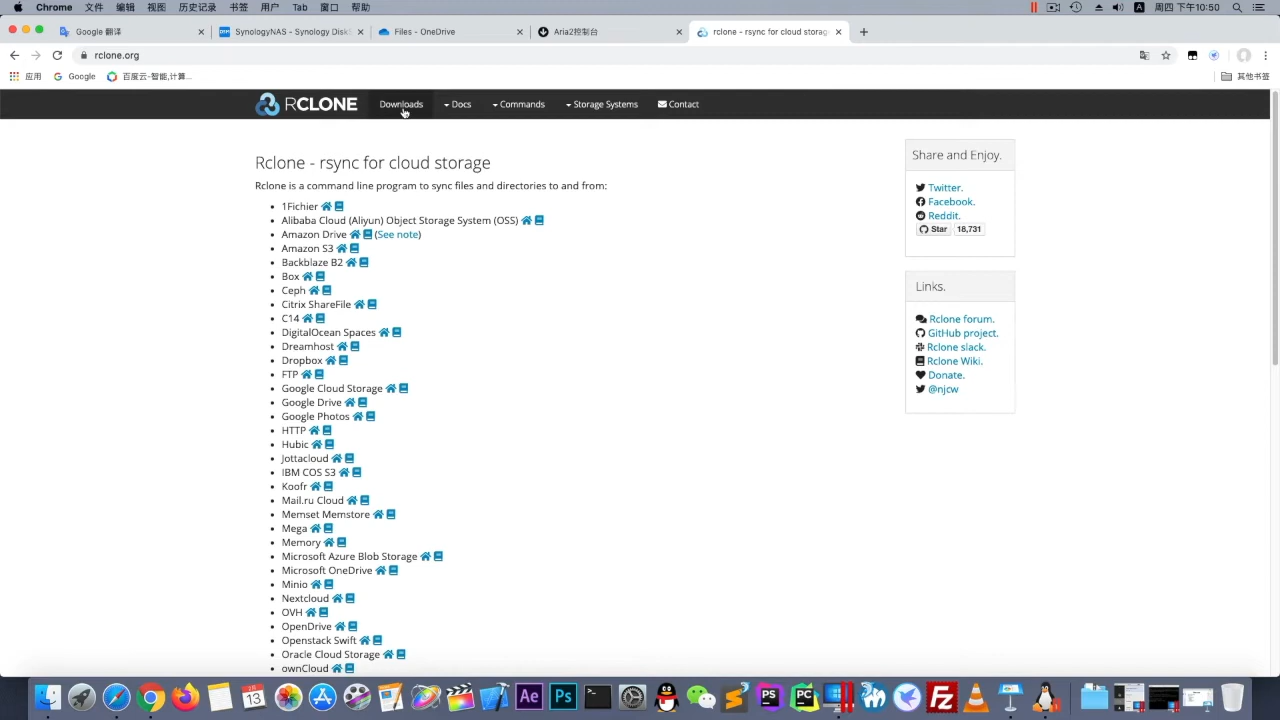 Chrome 文件 编辑 视图 历史记录 书签 用户 Tab 窗口 帮助 A 周四 下午10:50
Google 翻译 SynologyNAS - Synology Disk Files - OneDrive Aria2控制台 rclone - rsync for cloud storage
rclone.org
应用 Google 百度云-智能,计算... 其他书签
RCLONE Downloads Docs Commands Storage Systems Contact
Rclone - rsync for cloud storage
Rclone is a command line program to sync files and directories to and from:
1Fichier
Alibaba Cloud (Aliyun) Object Storage System (OSS)
Amazon Drive (See note)
Amazon S3
Backblaze B2
Box
Ceph
Citrix ShareFile
C14
DigitalOcean Spaces
Dreamhost
Dropbox
FTP
Google Cloud Storage
Google Drive
Google Photos
HTTP
Hubic
Jottacloud
IBM COS S3
Koofr
Mail.ru Cloud
Memset Memstore
Mega
Memory
Microsoft Azure Blob Storage
Microsoft OneDrive
Minio
Nextcloud
OVH
OpenDrive
Openstack Swift
Oracle Cloud Storage
ownCloud
Share and Enjoy.
Twitter.
Facebook.
Reddit.
Star 18,731
Links.
Rclone forum.
GitHub project.
Rclone slack.
Rclone Wiki.
Donate.
@njcw
13 Ae Ps PS PC FZ